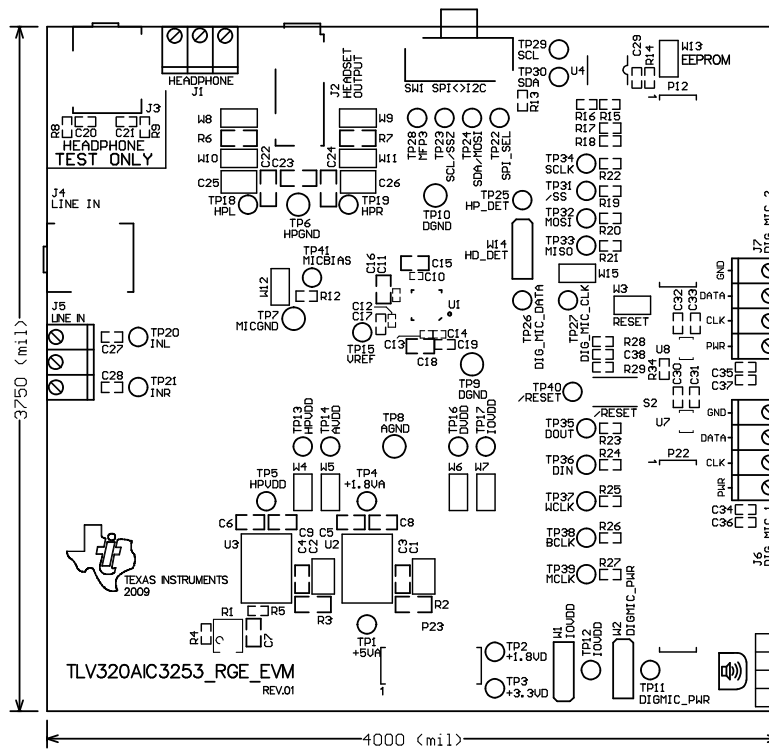 HEADPHONE
J1
J2
HEADSET
OUTPUT
J3
R8
C20
C21
R9
HEADPHONE
TEST ONLY
SW1 SPI<>I2C
TP29
SCL
TP30
SDA
U4
C29
R14
W13
EEPROM
P12
R13
R16
R15
R17
R18
W8
W9
R6
R7
W10
C22
C23
C24
W11
C25
C26
TP18
HPL
TP6
HPGND
TP19
HPR
TP28
MFP3
TP23
SCL/SSZ
TP24
SDA/MOSI
TP22
SPI_SEL
TP10
DGND
TP25
HP_DET
W14
HD_DET
TP34
SCLK
R22
TP31
/SS
R19
TP32
MOSI
R20
TP33
MISO
R21
W15
J4
LINE IN
J7
DIG_MIC_2
GND
DATA
CLK
PWR
TP41
MICBIAS
W12
R12
TP7
MICGND
C16
C11
C15
C10
U1
C12
C17
C13
C14
C18
C19
TP15
VREF
TP9
DGND
TP26
DIG_MIC_DATA
TP27
DIG_MIC_CLK
W3
RESET
C32
C33
J5
LINE IN
TP20
INL
C27
C28
TP21
INR
R28
C38
R29
U8
R34
C30
C31
C35
C37
TP40
/RESET
/RESET
S2
U7
TP13
HPVDD
TP14
AVDD
TP8
AGND
TP16
DVDD
TP17
IOVDD
TP35
DOUT
R23
GND
DATA
CLK
PWR
TP36
DIN
R24
P22
TP5
HPVDD
W4
W5
TP4
+1.8VA
W6
W7
TP37
WCLK
R25
C34
C36
J6
DIG_MIC_1
C6
C9
C8
U3
C4
C2
C5
U2
C3
C1
TP38
BCLK
R26
TP39
MCLK
R27
TEXAS INSTRUMENTS
2009
R1
R5
R3
R2
P23
R4
C7
TP1
+5VA
TP2
+1.8VD
TP3
+3.3VD
W1
IOVDD
TP12
IOVDD
W2
DIGMIC_PWR
TP11
DIGMIC_PWR
TLV320AIC3253_RGE_EVM
REV.01
1
3750 (mil)
4000 (mil)